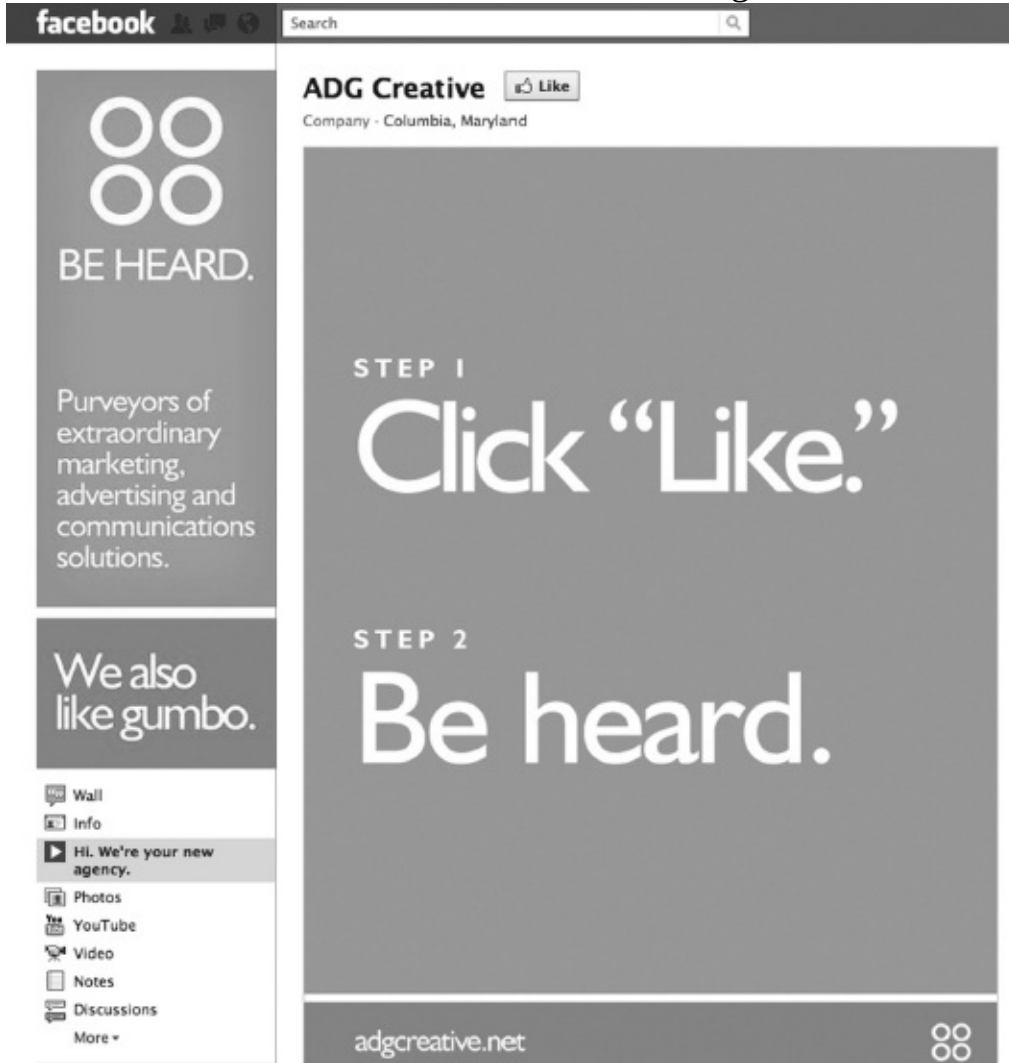 facebook
Search
ADG Creative
Like
Company - Columbia, Maryland
BE HEARD.
Purveyors of
extraordinary
marketing,
advertising and
communications
solutions.
We also
like gumbo.
Wall
Info
Hi. We're your new
agency.
Photos
YouTube
Video
Notes
Discussions
More
STEP 1
Click “Like.”
STEP 2
Be heard.
adgcreative.net